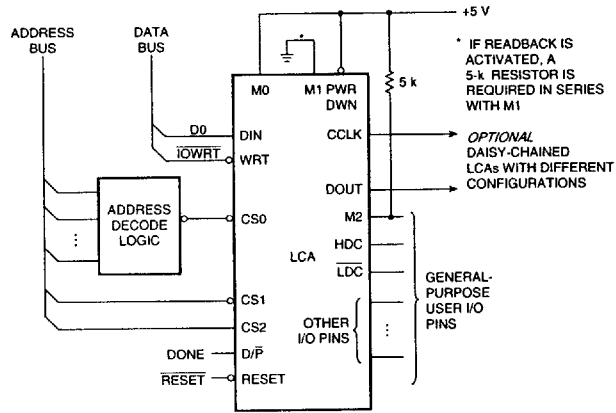 +5 V
ADDRESS
BUS
DATA
BUS
*
* IF READBACK IS
ACTIVATED, A
5-k RESISTOR IS
REQUIRED IN SERIES
WITH M1
5 k
M0
M1
PWR
DWN
D0
DIN
CCLK
OPTIONAL
DAISY-CHAINED
LCAs WITH DIFFERENT
CONFIGURATIONS
IOWRT
WRT
DOUT
ADDRESS
DECODE
LOGIC
CS0
M2
HDC
LCA
LDC
GENERAL-
PURPOSE
USER I/O
PINS
CS1
CS2
OTHER
I/O PINS
DONE
D/P
RESET
RESET